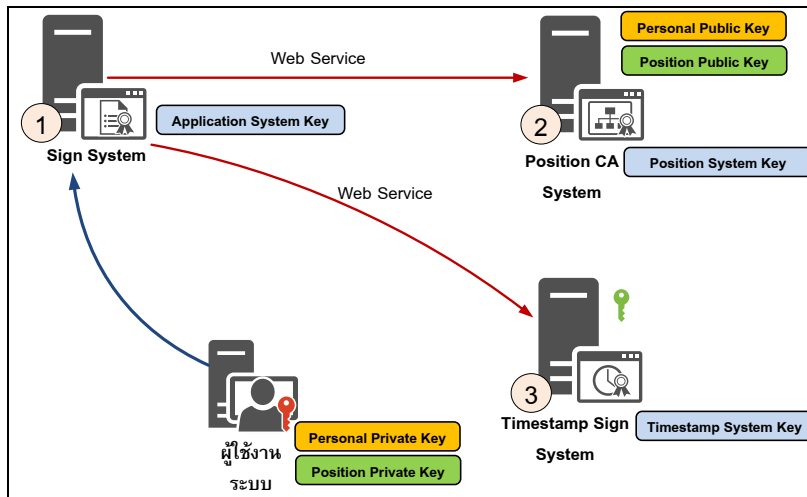 Personal Public Key
Position Public Key
Web Service
1
Application System Key
Sign System
2
Position CA
System
Position System Key
Web Service
3
Timestamp Sign
System
Timestamp System Key
Personal Private Key
Position Private Key
ผู้ใช้งาน
ระบบ